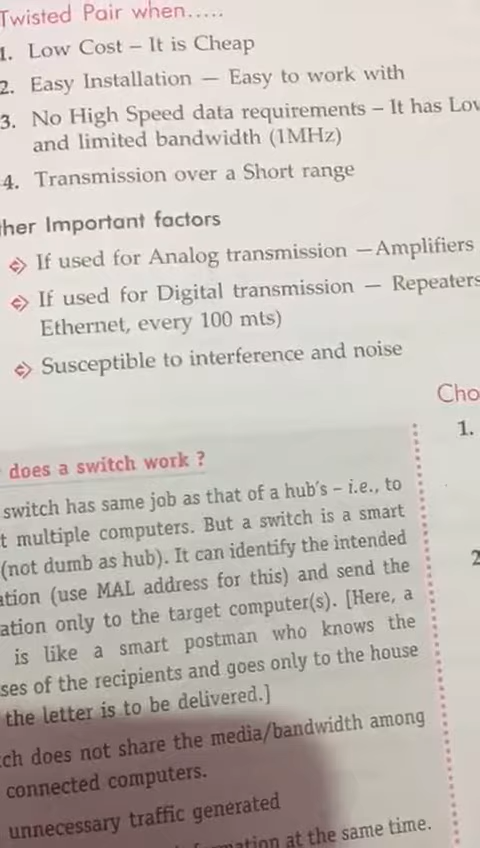 Twisted Pair when.....
1. Low Cost – It is Cheap
2. Easy Installation — Easy to work with
3. No High Speed data requirements – It has
and limited bandwidth (1MHz)
4. Transmission over a Short range
Important factors
If used for Analog transmission —Amplifiers
If used for Digital transmission — Repeaters
Ethernet, every 100 mts)
Susceptible to interference and noise
1.
2
does a switch work ?
switch has same job as that of a hub's – i.e., to
multiple computers. But a switch is a smart
(not dumb as hub). It can identify the intended
(use MAL address for this) and send the
only to the target computer(s). [Here, a
is like a smart postman who knows the
of the recipients and goes only to the house
the letter is to be delivered.]
does not share the media/bandwidth among
connected computers.
unnecessary traffic generated
at the same time.